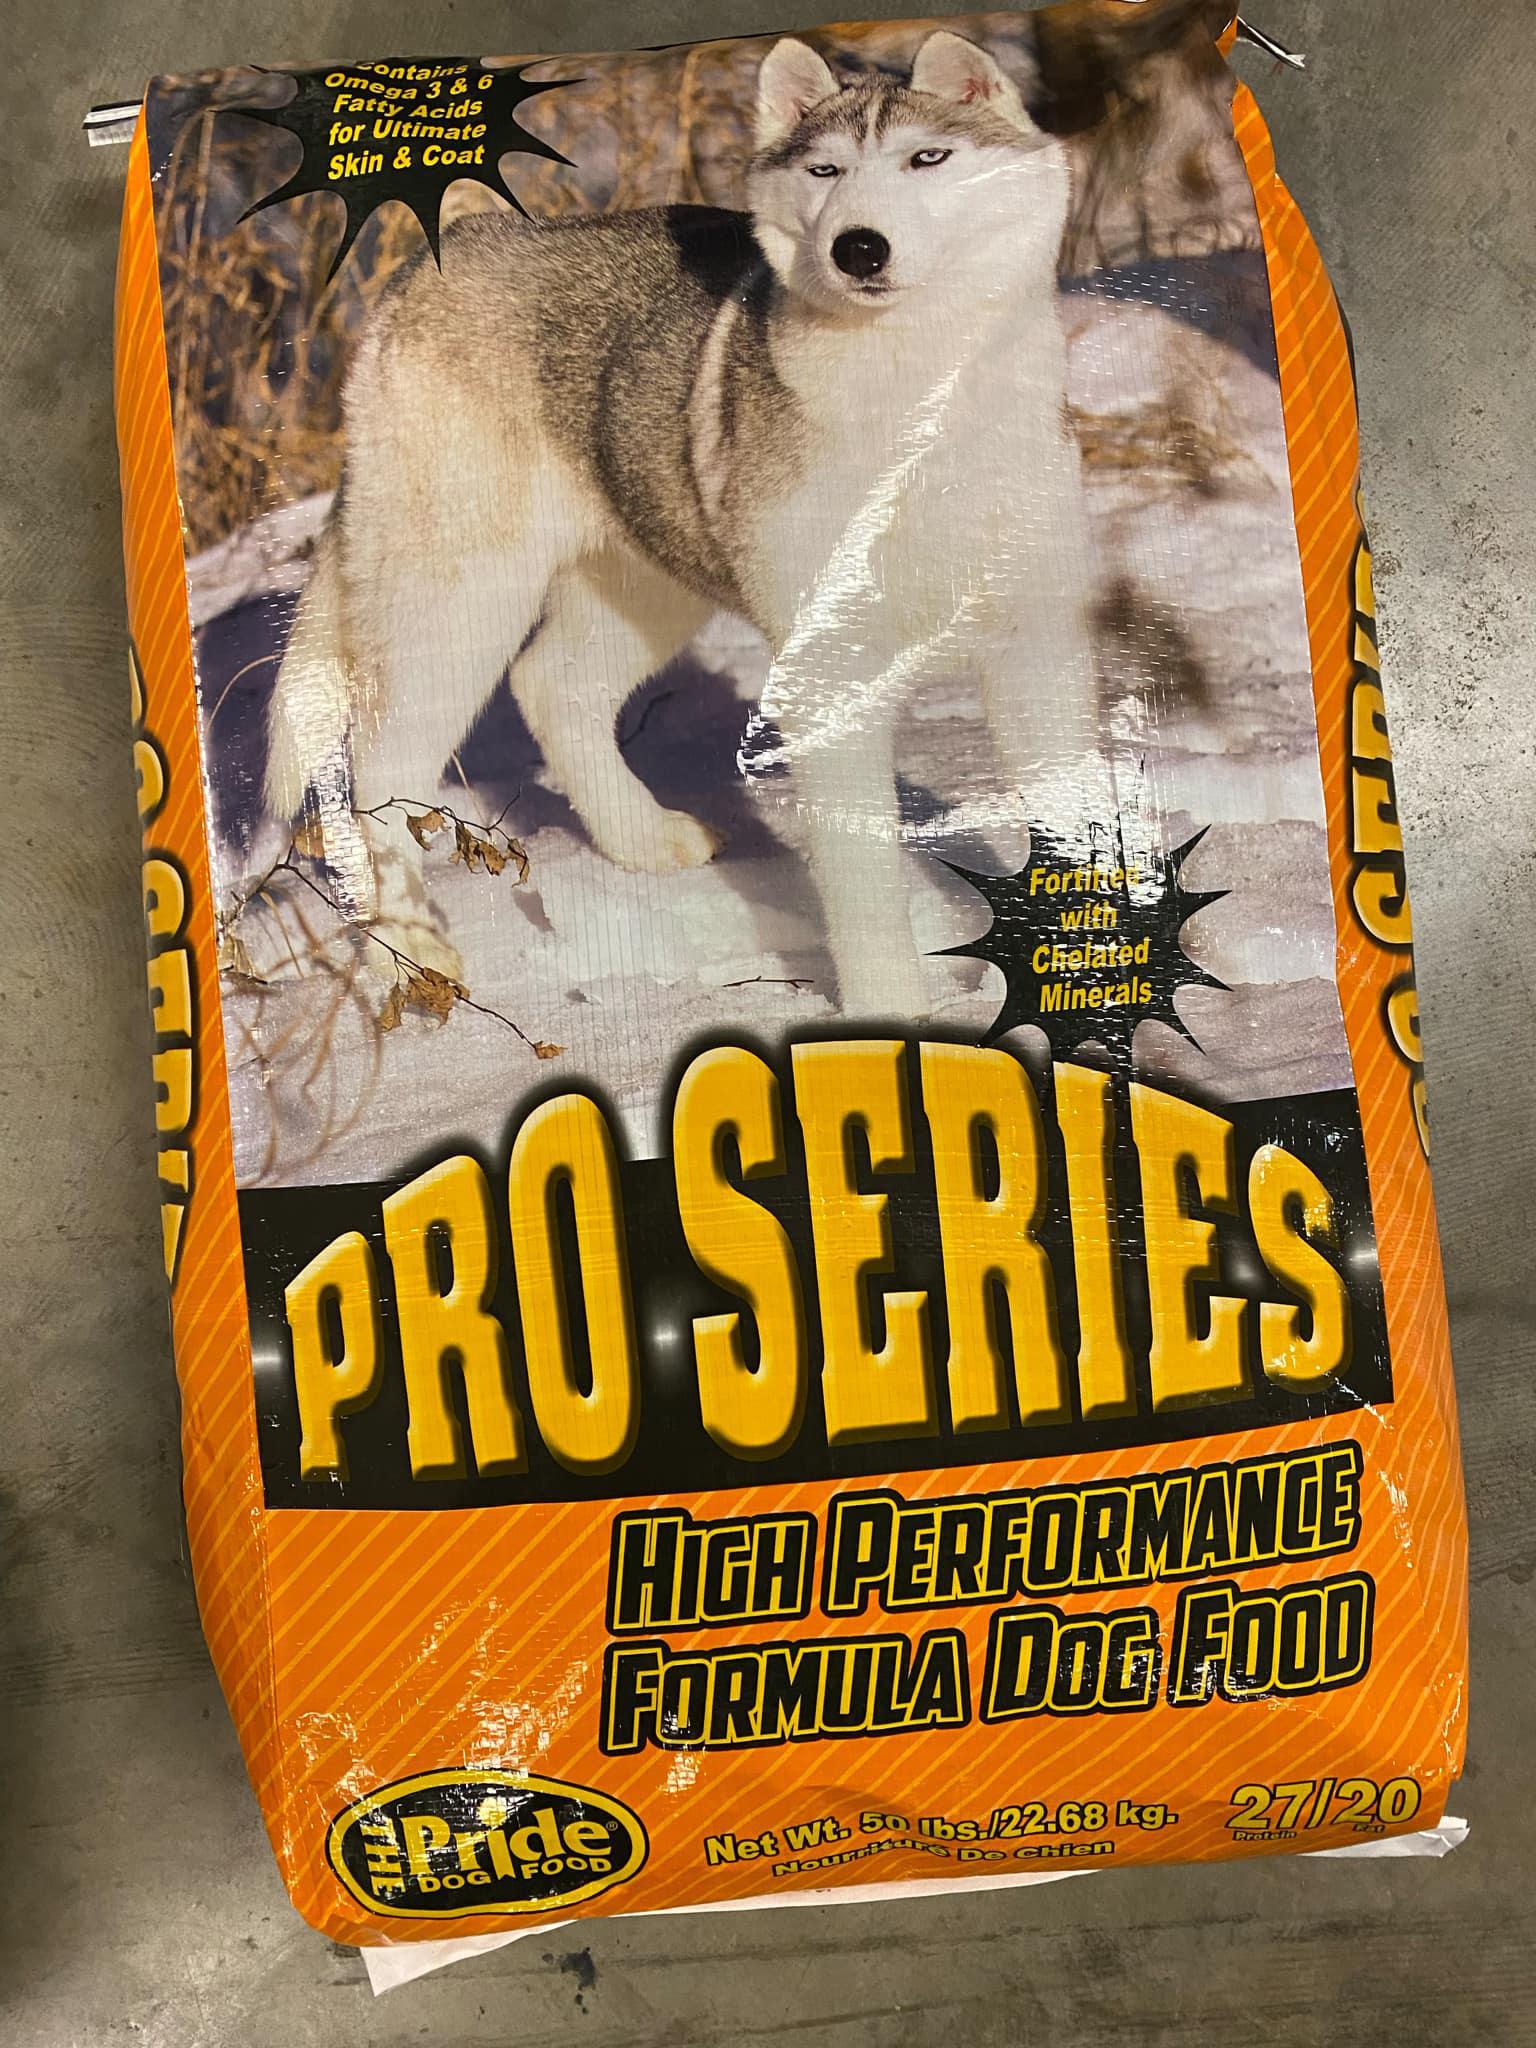 Contains
Omega 3 & 6
Fatty Acids
for Ultimate
Skin & Coat
Fortified
with
Chelated
Minerals
PRO SERIES
HIGH PERFORMANCE
FORMULA DOG FOOD
THE Pride®
DOG FOOD
Net Wt. 50 lbs./22.68 kg.
Nourriture De Chien
27/20
Protein Fat